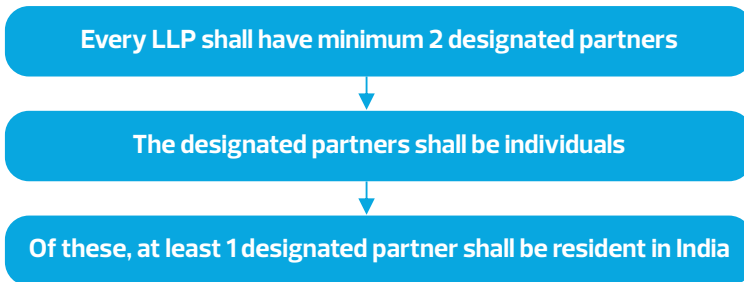 Every LLP shall have minimum 2 designated partners
The designated partners shall be individuals
Of these, at least 1 designated partner shall be resident in India